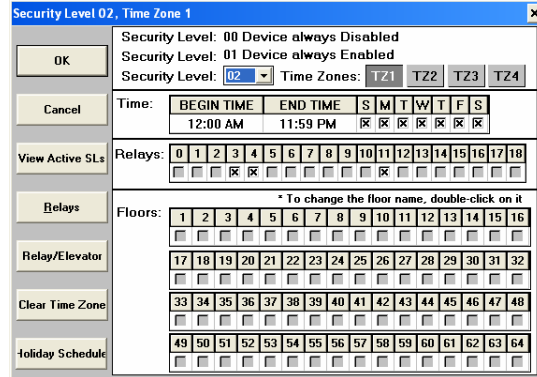 Security Level 02, Time Zone 1
Security Level: 00 Device always Disabled
Security Level: 01 Device always Enabled
OK
Security Level: 02 Time Zones: TZ1 TZ2 TZ3 TZ4
Cancel
Time: BEGIN TIME END TIME S M T W T F S
12:00 AM 11:59 PM
View Active SLs
Relays: 0 1 2 3 4 5 6 7 8 9 10 11 12 13 14 15 16 17 18
* To change the floor name, double-click on it
Relays
Floors: 1 2 3 4 5 6 7 8 9 10 11 12 13 14 15 16
Relay/Elevator
17 18 19 20 21 22 23 24 25 26 27 28 29 30 31 32
Clear Time Zone
33 34 35 36 37 38 39 40 41 42 43 44 45 46 47 48
Holiday Schedule
49 50 51 52 53 54 55 56 57 58 59 60 61 62 63 64